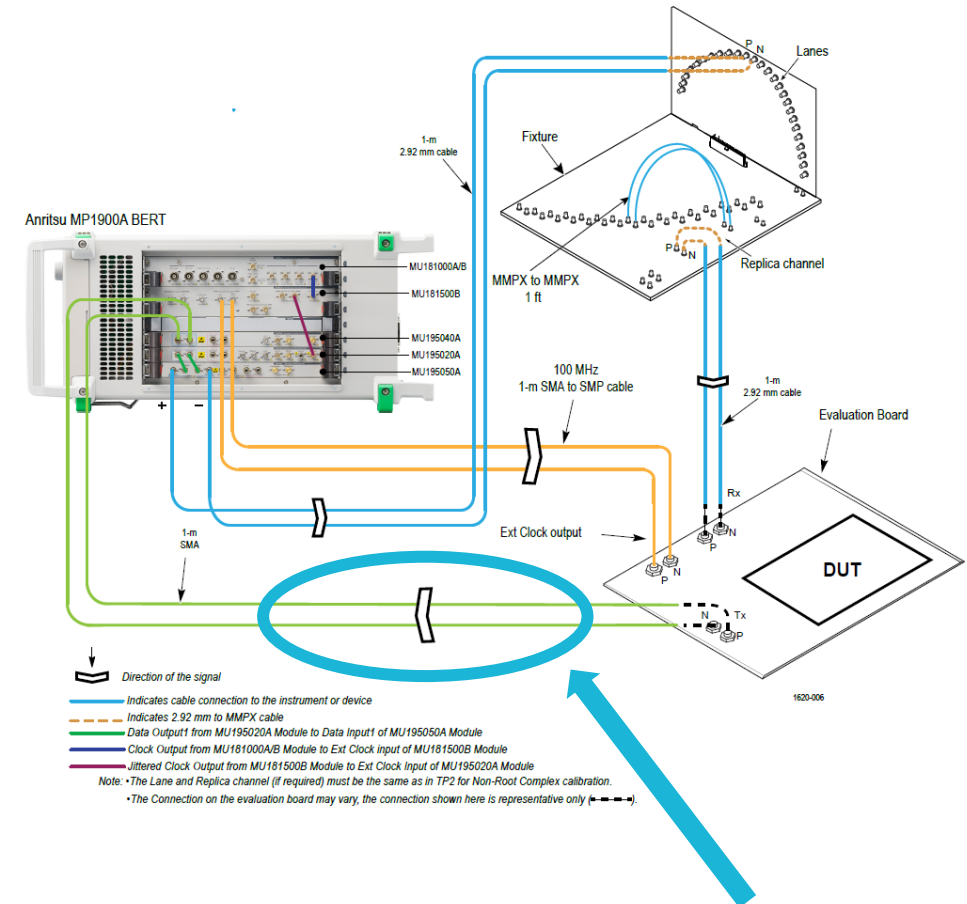 P
N
Lanes
1-m
2.92 mm cable
Fixture
Anritsu MP1900A BERT
P
N
Replica channel
MMPX to MMPX
1 ft
MU181000A/B
MU181500B
MU195040A
MU195020A
MU195050A
+ −
100 MHz
1-m SMA to SMP cable
1-m
2.92 mm cable
Evaluation Board
Rx
N
P
Ext Clock output
N
P
DUT
1-m
SMA
N Tx
P
1620-006
Direction of the signal
Indicates cable connection to the instrument or device
Indicates 2.92 mm to MMPX cable
Data Output1 from MU195020A Module to Data Input1 of MU195050A Module
Clock Output from MU181000A/B Module to Ext Clock input of MU181500B Module
Jittered Clock Output from MU181500B Module to Ext Clock Input of MU195020A Module
Note: •The Lane and Replica channel (if required) must be the same as in TP2 for Non-Root Complex calibration.
•The Connection on the evaluation board may vary, the connection shown here is representative only ( ).